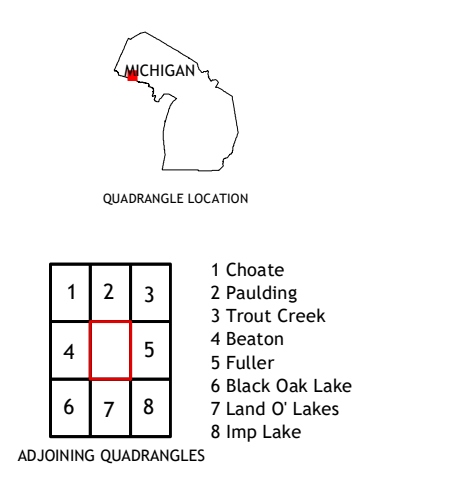 MICHIGAN
QUADRANGLE LOCATION
1 2 3
4 5
6 7 8
1 Choate
2 Paulding
3 Trout Creek
4 Beaton
5 Fuller
6 Black Oak Lake
7 Land O' Lakes
8 Imp Lake
ADJOINING QUADRANGLES